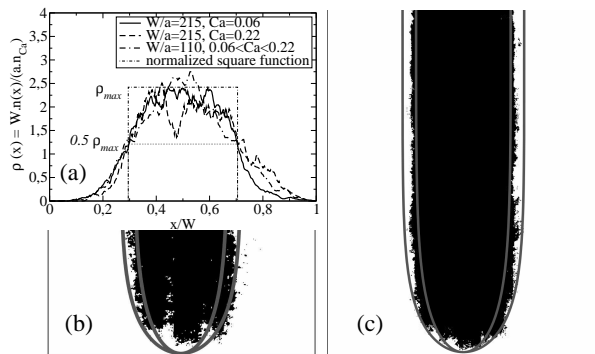 4
3,5
3
2,5
2
1,5
1
0,5
0
ρ (x) = W.n(x)/(a.n_Ca)
W/a=215, Ca=0.06
W/a=215, Ca=0.22
W/a=110, 0.06<Ca<0.22
normalized square function
ρ_max
0.5 ρ_max
(a)
0 0,2 0,4 0,6 0,8 1
x/W
(b)
(c)